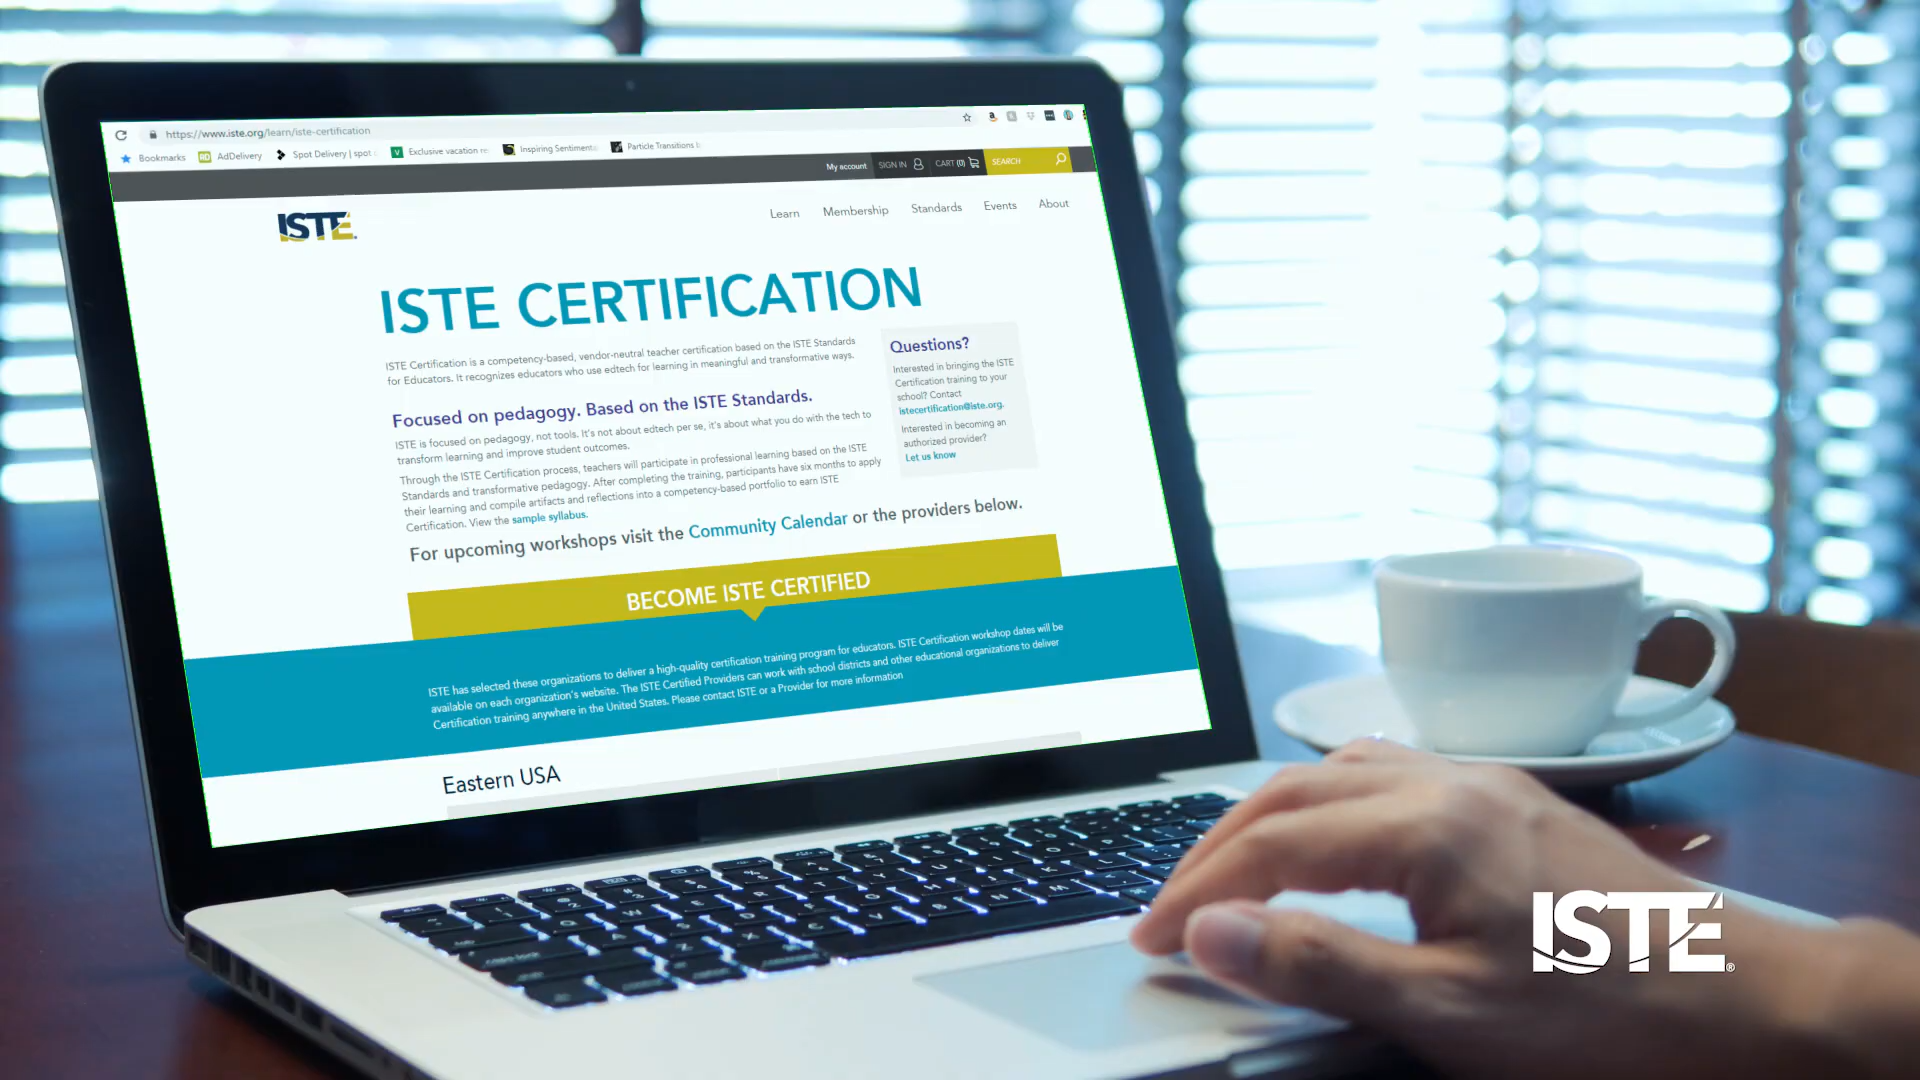 https://www.iste.org/learn/iste-certification
Bookmarks AdDelivery Spot Delivery | spot Exclusive vacation re Inspiring Sentiment Particle Transitions
My account SIGN IN CART (0) SEARCH
ISTE
Learn Membership Standards Events About
ISTE CERTIFICATION
ISTE Certification is a competency-based, vendor-neutral teacher certification based on the ISTE Standards
for Educators. It recognizes educators who use edtech for learning in meaningful and transformative ways.
Focused on pedagogy. Based on the ISTE Standards.
ISTE is focused on pedagogy, not tools. It's not about edtech per se, it's about what you do with the tech to
transform learning and improve student outcomes.
Through the ISTE Certification process, teachers will participate in professional learning based on the ISTE
Standards and transformative pedagogy. After completing the training, participants have six months to apply
their learning and compile artifacts and reflections into a competency-based portfolio to earn ISTE
Certification. View the sample syllabus.
Questions?
Interested in bringing the ISTE
Certification training to your
school? Contact
istecertification@iste.org.
Interested in becoming an
authorized provider?
Let us know
For upcoming workshops visit the Community Calendar or the providers below.
BECOME ISTE CERTIFIED
ISTE has selected these organizations to deliver a high-quality certification training program for educators. ISTE Certification workshop dates will be
available on each organization's website. The ISTE Certified Providers can work with school districts and other educational organizations to deliver
Certification training anywhere in the United States. Please contact ISTE or a Provider for more information
Eastern USA
ISTE®